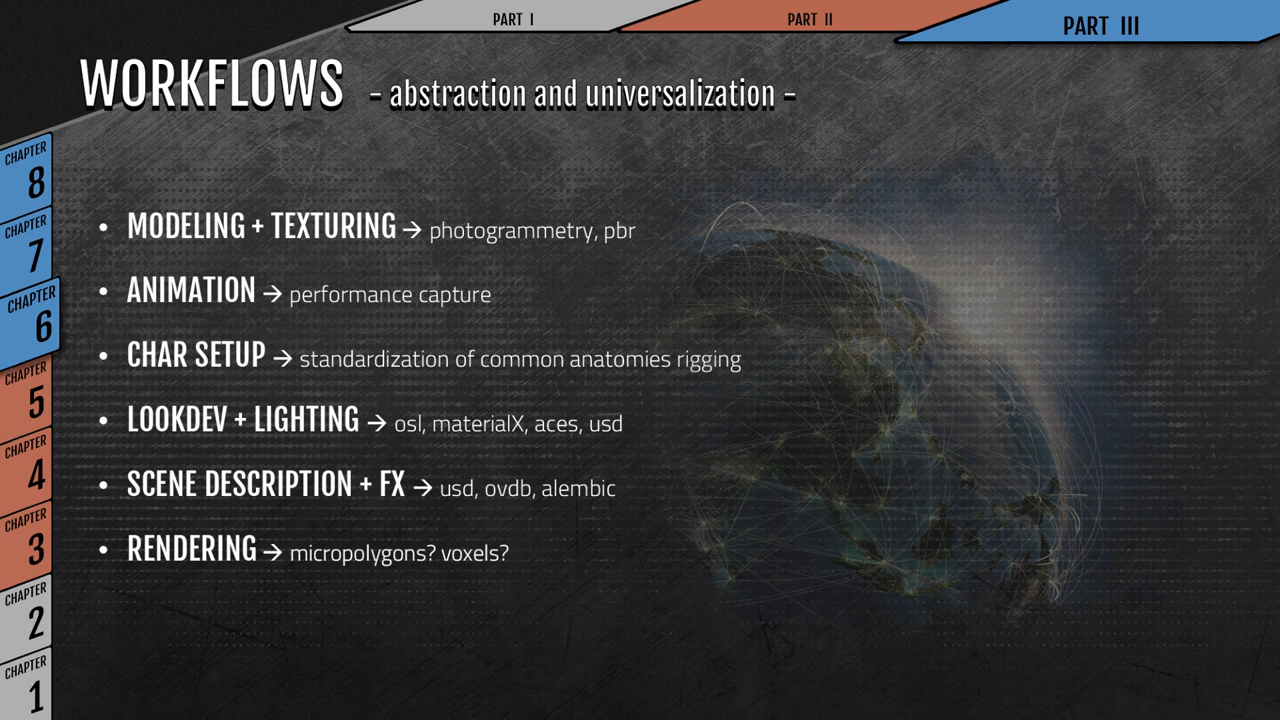 PART I
PART II
PART III
WORKFLOWS - abstraction and universalization -
CHAPTER
8
CHAPTER
7
CHAPTER
6
CHAPTER
5
CHAPTER
4
CHAPTER
3
CHAPTER
2
CHAPTER
1
• MODELING + TEXTURING → photogrammetry, pbr
• ANIMATION → performance capture
• CHAR SETUP → standardization of common anatomies rigging
• LOOKDEV + LIGHTING → osl, materialX, aces, usd
• SCENE DESCRIPTION + FX → usd, ovdb, alembic
• RENDERING → micropolygons? voxels?